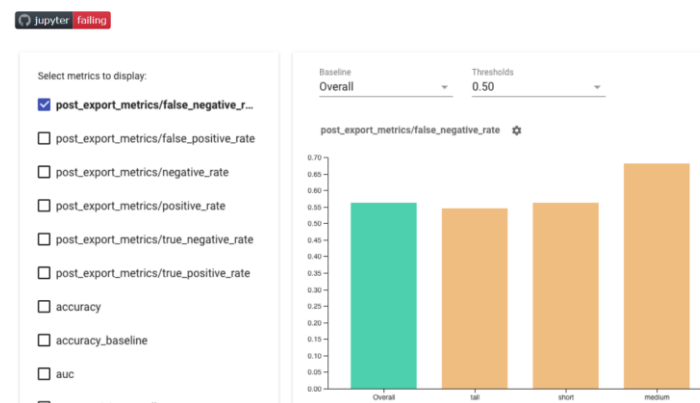 jupyter failing
Select metrics to display:
post_export_metrics/false_negative_r...
post_export_metrics/false_positive_rate
post_export_metrics/negative_rate
post_export_metrics/positive_rate
post_export_metrics/true_negative_rate
post_export_metrics/true_positive_rate
accuracy
accuracy_baseline
auc
Baseline
Overall
Thresholds
0.50
post_export_metrics/false_negative_rate
0.70
0.65
0.60
0.55
0.50
0.45
0.40
0.35
0.30
0.25
0.20
0.15
0.10
0.05
0.00
Overall
tall
short
medium